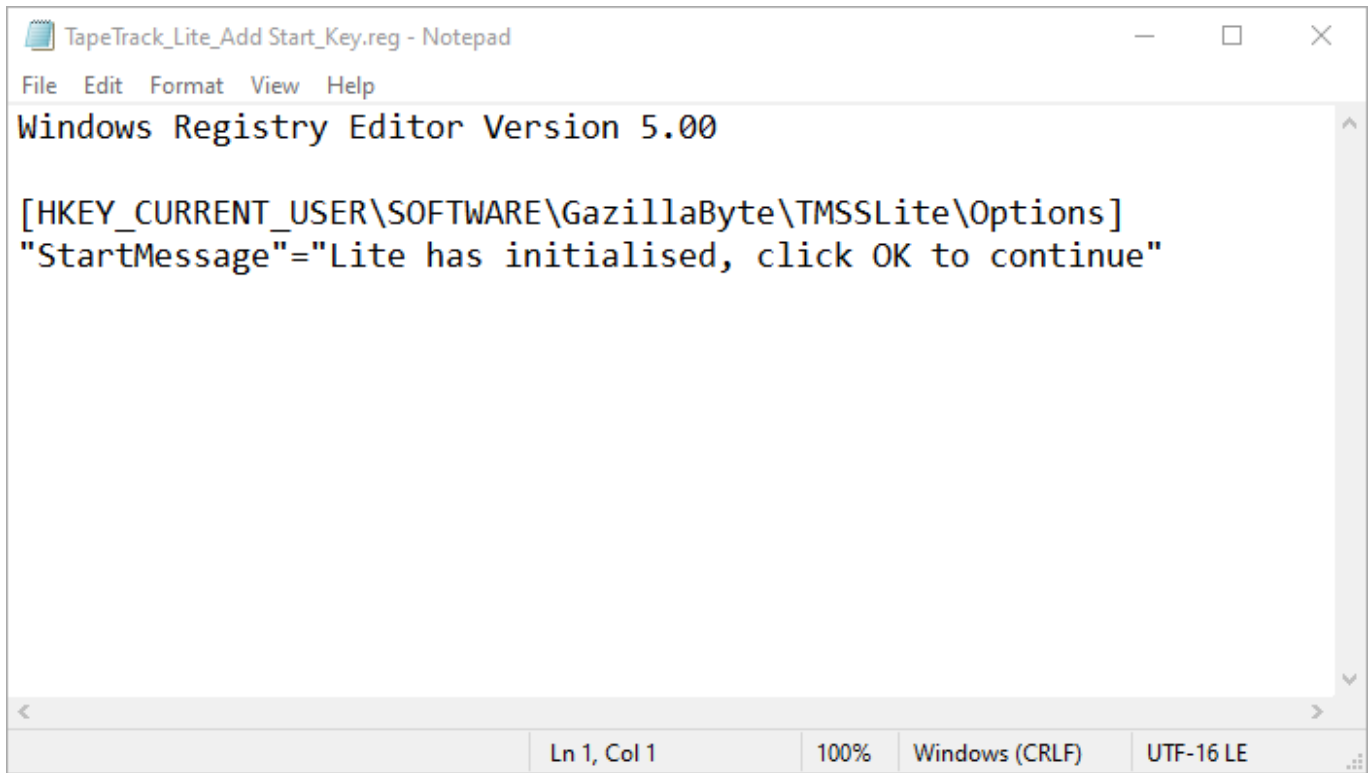 TapeTrack_Lite_Add Start_Key.reg - Notepad
File Edit Format View Help
Windows Registry Editor Version 5.00
[HKEY_CURRENT_USER\SOFTWARE\GazillaByte\TMSSLite\Options]
"StartMessage"="Lite has initialised, click OK to continue"
Ln 1, Col 1 100% Windows (CRLF) UTF-16 LE